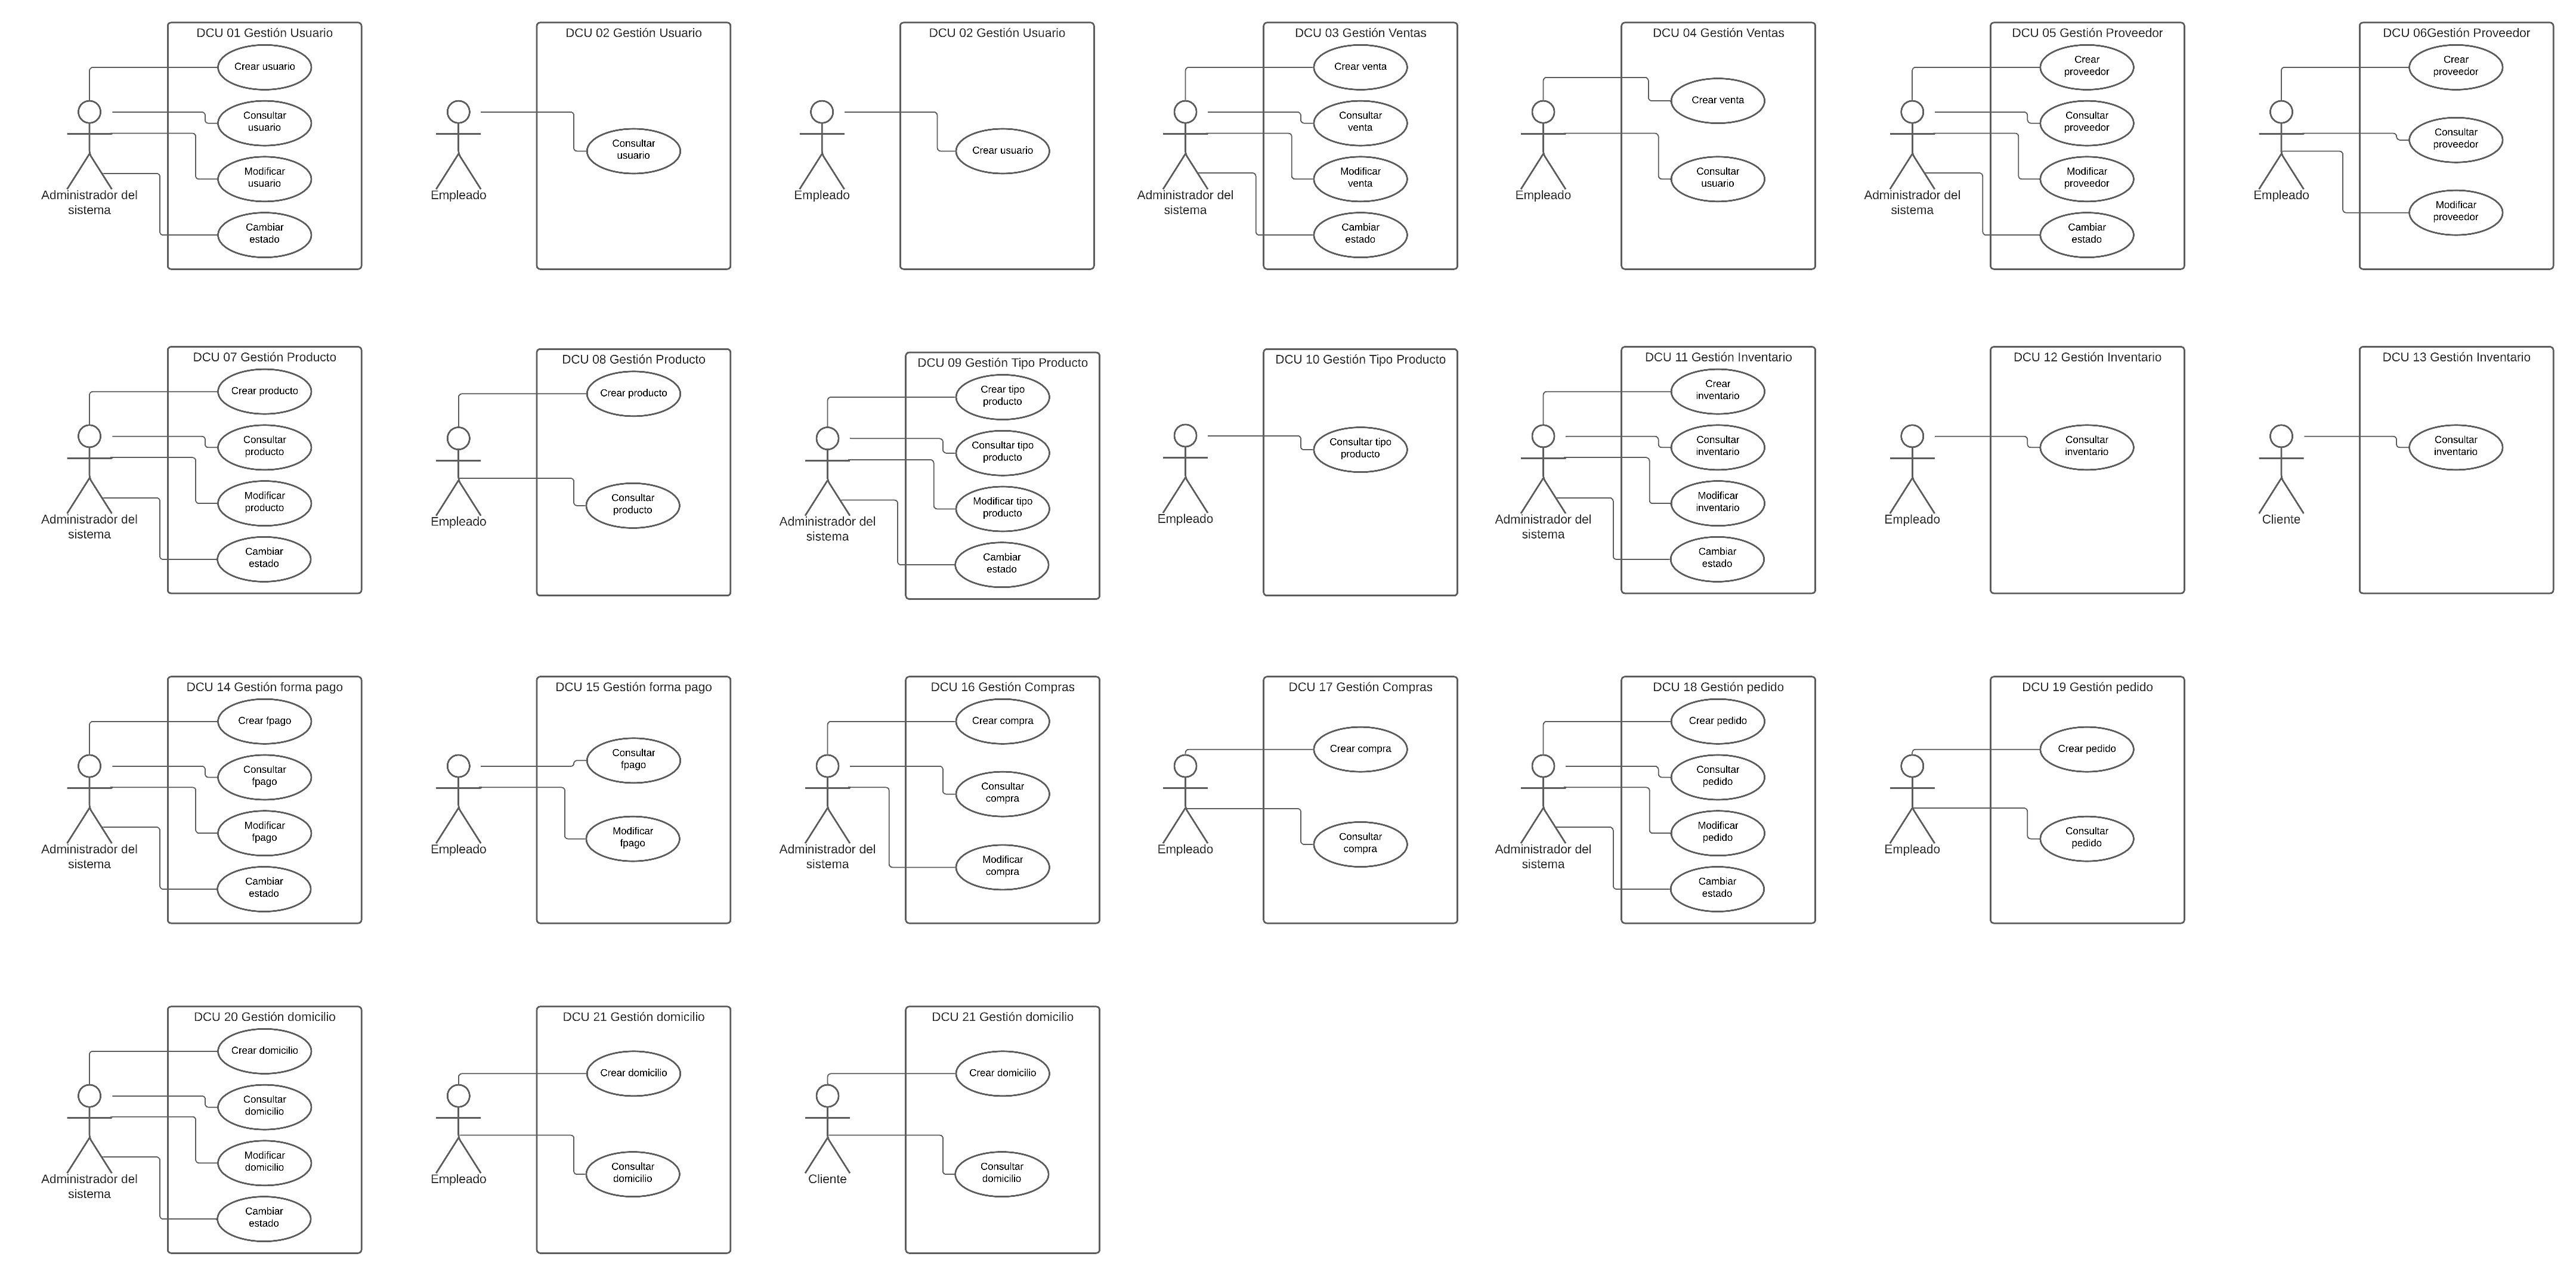 DCU 01 Gestión Usuario
Crear usuario
Consultar
usuario
Modificar
usuario
Cambiar
estado
Administrador del
sistema
DCU 02 Gestión Usuario
Consultar
usuario
Empleado
DCU 02 Gestión Usuario
Crear usuario
Empleado
DCU 03 Gestión Ventas
Crear venta
Consultar
venta
Modificar
venta
Cambiar
estado
Administrador del
sistema
DCU 04 Gestión Ventas
Crear venta
Consultar
usuario
Empleado
DCU 05 Gestión Proveedor
Crear
proveedor
Consultar
proveedor
Modificar
proveedor
Cambiar
estado
Administrador del
sistema
DCU 06Gestión Proveedor
Crear
proveedor
Consultar
proveedor
Modificar
proveedor
Empleado
DCU 07 Gestión Producto
Crear producto
Consultar
producto
Modificar
producto
Cambiar
estado
Administrador del
sistema
DCU 08 Gestión Producto
Crear producto
Consultar
producto
Empleado
DCU 09 Gestión Tipo Producto
Crear tipo
producto
Consultar tipo
producto
Modificar tipo
producto
Cambiar
estado
Administrador del
sistema
DCU 10 Gestión Tipo Producto
Consultar tipo
producto
Empleado
DCU 11 Gestión Inventario
Crear
inventario
Consultar
inventario
Modificar
inventario
Cambiar
estado
Administrador del
sistema
DCU 12 Gestión Inventario
Consultar
inventario
Empleado
DCU 13 Gestión Inventario
Consultar
inventario
Cliente
DCU 14 Gestión forma pago
Crear fpago
Consultar
fpago
Modificar
fpago
Cambiar
estado
Administrador del
sistema
DCU 15 Gestión forma pago
Consultar
fpago
Modificar
fpago
Empleado
DCU 16 Gestión Compras
Crear compra
Consultar
compra
Modificar
compra
Administrador del
sistema
DCU 17 Gestión Compras
Crear compra
Consultar
compra
Empleado
DCU 18 Gestión pedido
Crear pedido
Consultar
pedido
Modificar
pedido
Cambiar
estado
Administrador del
sistema
DCU 19 Gestión pedido
Crear pedido
Consultar
pedido
Empleado
DCU 20 Gestión domicilio
Crear domicilio
Consultar
domicilio
Modificar
domicilio
Cambiar
estado
Administrador del
sistema
DCU 21 Gestión domicilio
Crear domicilio
Consultar
domicilio
Empleado
DCU 21 Gestión domicilio
Crear domicilio
Consultar
domicilio
Cliente